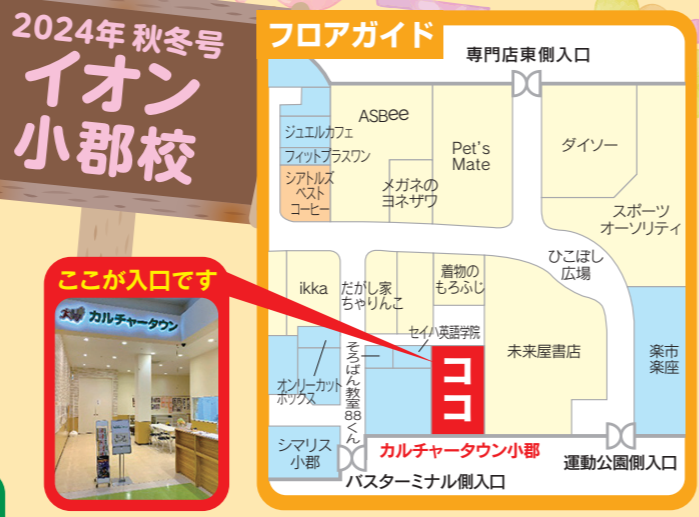 2024年 秋冬号
イオン
小郡校
フロアガイド
専門店東側入口
ASBee
ジュエルカフェ
フィットプラスワン
シアトルズ
ベスト
コーヒー
メガネの
ヨネザワ
Pet's
Mate
ダイソー
スポーツ
オーソリティ
ひこぼし
広場
ここが入口です
カルチャータウン
ikka
だがし家
ちゃりんこ
着物の
もろふじ
セイハ英語学院
そろばん教室88くん
オンリーカット
ボックス
ココ
未来屋書店
楽市
楽座
シマリス
小郡
カルチャータウン小郡
運動公園側入口
バスターミナル側入口